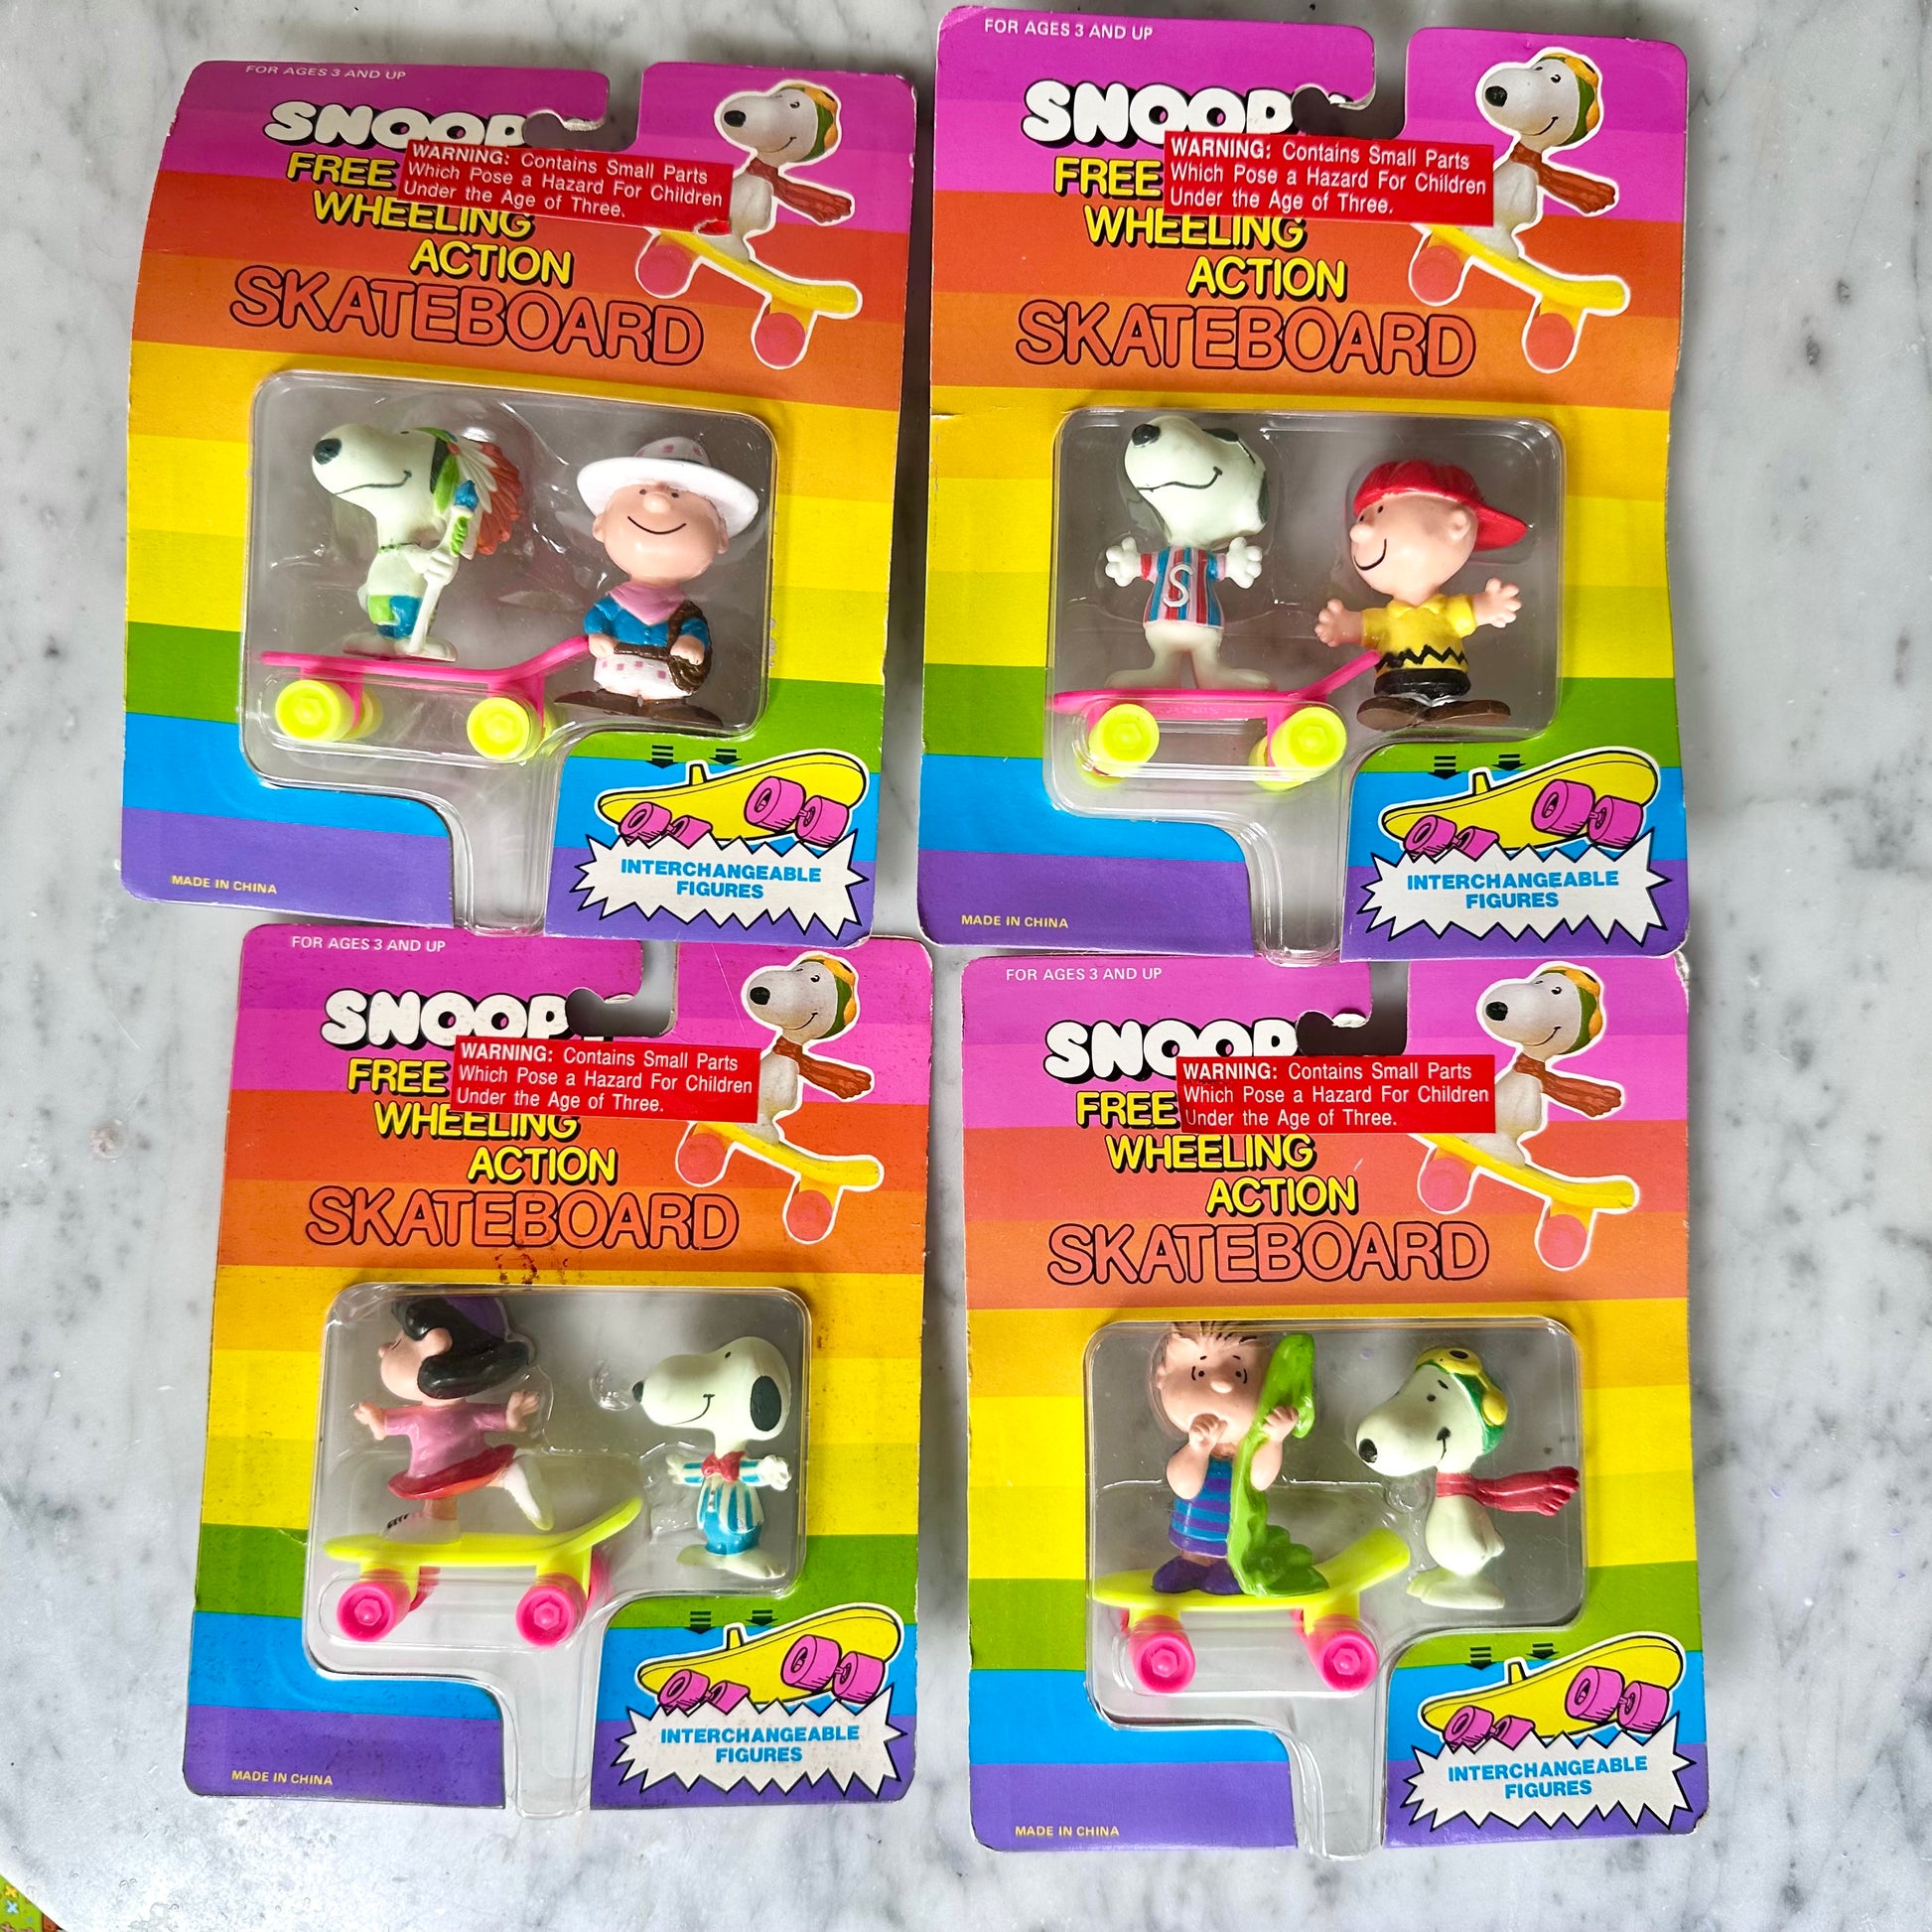 FOR AGES 3 AND UP
SNOOPY
FREE
WHEELING
ACTION
SKATEBOARD
WARNING: Contains Small Parts
Which Pose a Hazard For Children
Under the Age of Three.
INTERCHANGEABLE
FIGURES
MADE IN CHINA
FOR AGES 3 AND UP
SNOOPY
FREE
WHEELING
ACTION
SKATEBOARD
WARNING: Contains Small Parts
Which Pose a Hazard For Children
Under the Age of Three.
S
INTERCHANGEABLE
FIGURES
MADE IN CHINA
FOR AGES 3 AND UP
SNOOPY
FREE
WHEELING
ACTION
SKATEBOARD
WARNING: Contains Small Parts
Which Pose a Hazard For Children
Under the Age of Three.
INTERCHANGEABLE
FIGURES
MADE IN CHINA
FOR AGES 3 AND UP
SNOOPY
FREE
WHEELING
ACTION
SKATEBOARD
WARNING: Contains Small Parts
Which Pose a Hazard For Children
Under the Age of Three.
INTERCHANGEABLE
FIGURES
MADE IN CHINA